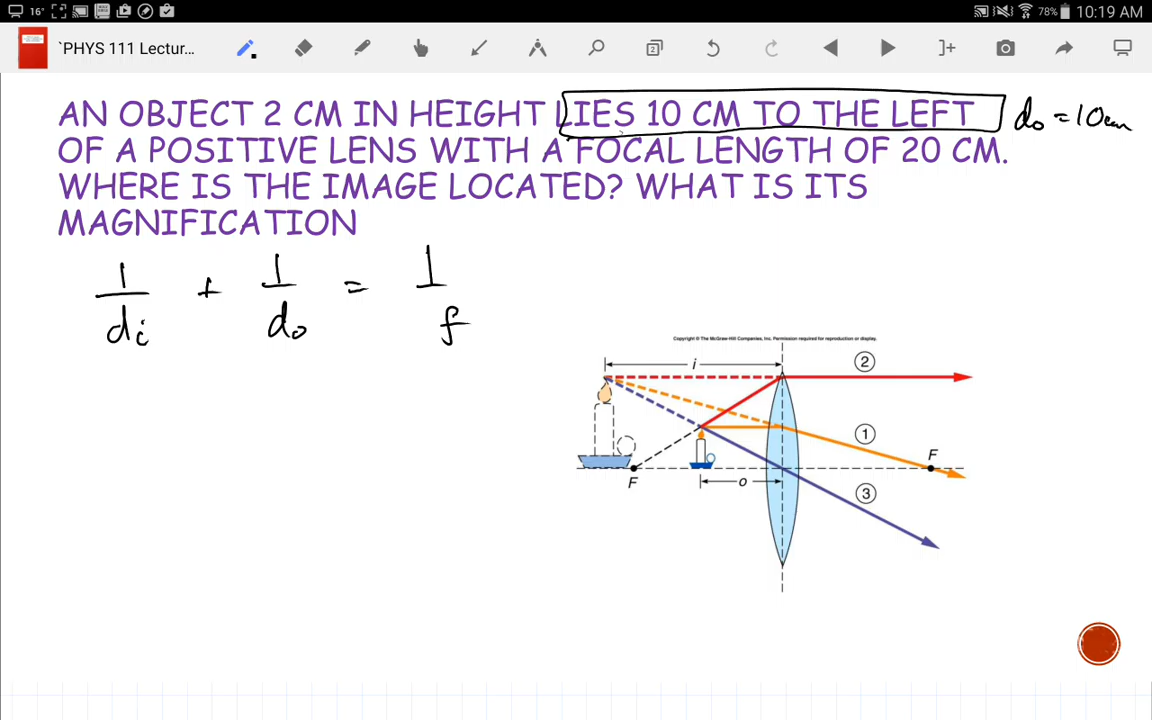 16°
78%
10:19 AM
`PHYS 111 Lectur...
2
AN OBJECT 2 CM IN HEIGHT LIES 10 CM TO THE LEFT
do = 10cm
OF A POSITIVE LENS WITH A FOCAL LENGTH OF 20 CM.
WHERE IS THE IMAGE LOCATED? WHAT IS ITS
MAGNIFICATION
1/di + 1/do = 1/f
Copyright © The McGraw-Hill Companies, Inc. Permission required for reproduction or display.
i
2
1
F
F
o
3